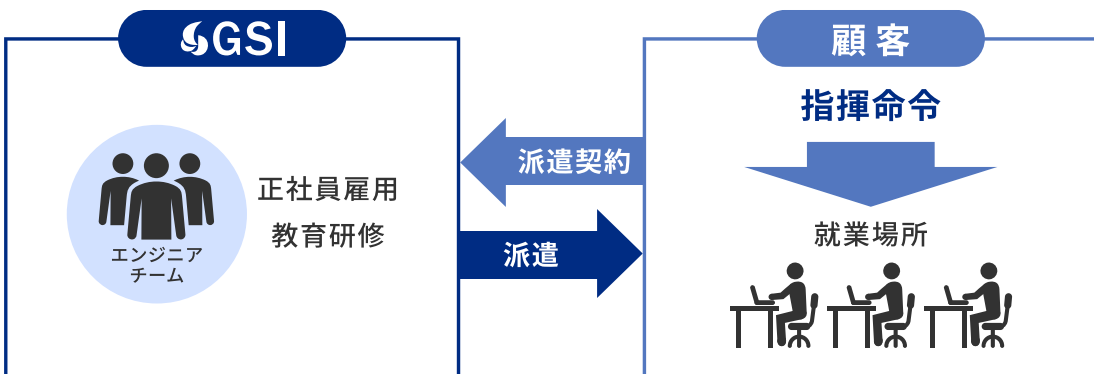 GSI
エンジニア
チーム
正社員雇用
教育研修
派遣契約
派遣
顧客
指揮命令
就業場所